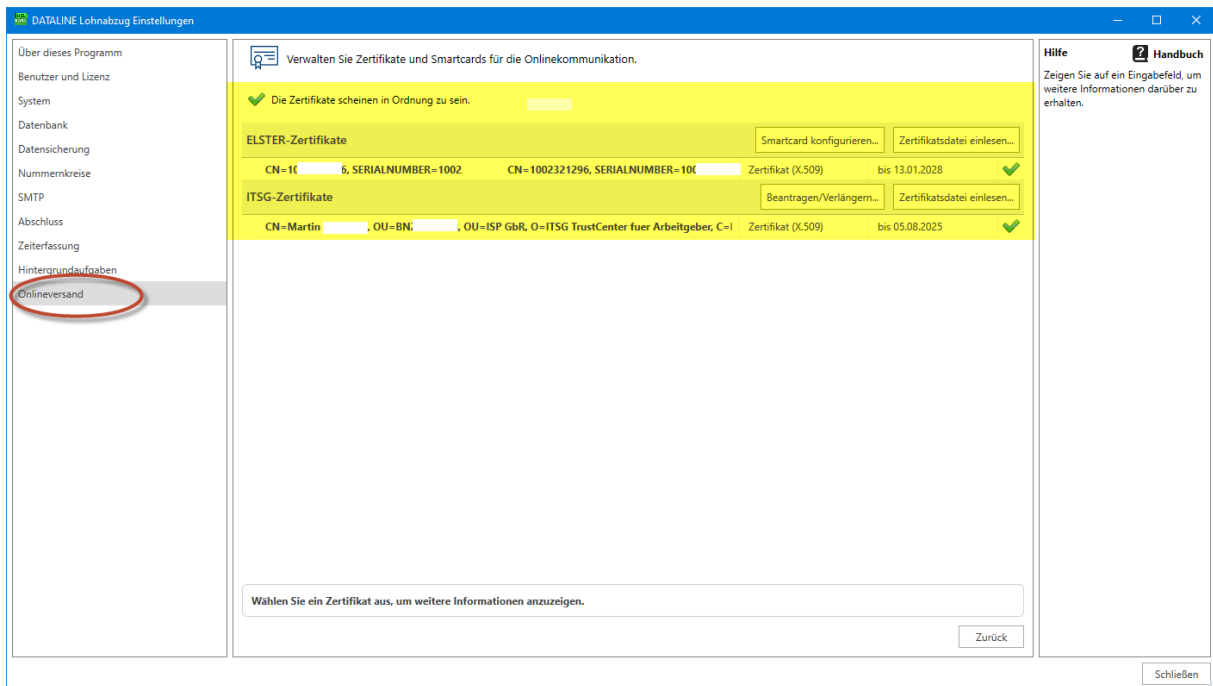 DATALINE Lohnabzug Einstellungen
Über dieses Programm
Benutzer und Lizenz
System
Datenbank
Datensicherung
Nummernkreise
SMTP
Abschluss
Zeiterfassung
Hintergrundaufgaben
Onlineversand
Verwalten Sie Zertifikate und Smartcards für die Onlinekommunikation.
Die Zertifikate scheinen in Ordnung zu sein.
ELSTER-Zertifikate Smartcard konfigurieren... Zertifikatsdatei einlesen...
CN=10 6, SERIALNUMBER=1002 CN=1002321296, SERIALNUMBER=100 Zertifikat (X.509) bis 13.01.2028
ITSG-Zertifikate Beantragen/Verlängern... Zertifikatsdatei einlesen...
CN=Martin , OU=BN , OU=ISP GbR, O=ITSG TrustCenter fuer Arbeitgeber, C= Zertifikat (X.509) bis 05.08.2025
Wählen Sie ein Zertifikat aus, um weitere Informationen anzuzeigen.
Zurück
Hilfe Handbuch
Zeigen Sie auf ein Eingabefeld, um
weitere Informationen darüber zu
erhalten.
Schließen